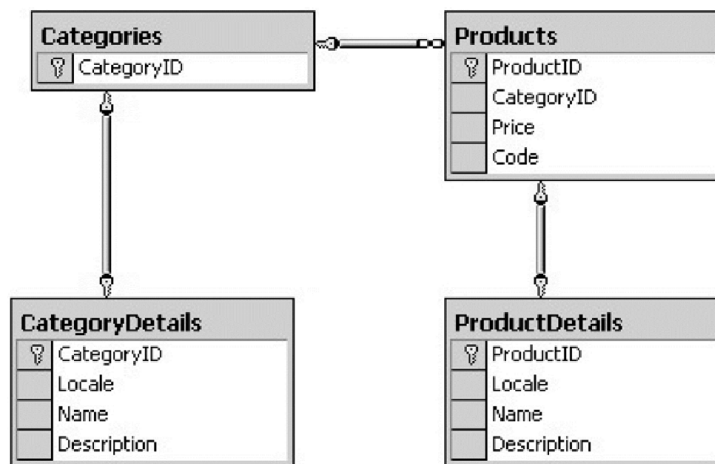 Categories
CategoryID
Products
ProductID
CategoryID
Price
Code
CategoryDetails
CategoryID
Locale
Name
Description
ProductDetails
ProductID
Locale
Name
Description